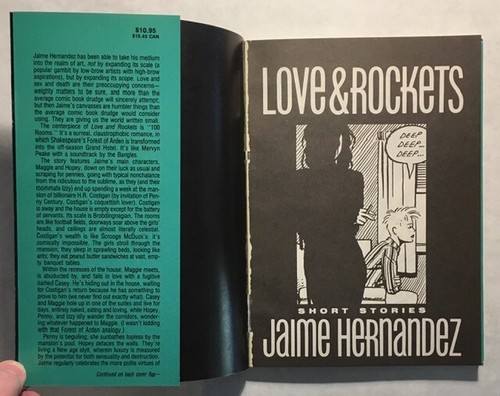 $10.95
$15.45 CAN
Jaime Hernandez has been able to take his medium
into the realm of art, not by expanding its scale (a
popular gambit by low-brow artists with high-brow
aspirations), but by expanding its scope. Love and
sex and death are their preoccupying concerns—
weighty matters to be sure, and more than the
average comic book drudge will sincerely attempt;
but then Jaime's canvases are humbler things than
the average comic book drudge would consider
using. They are giving us the world written small.
The centerpiece of Love and Rockets is "100
Rooms." It's a surreal, claustrophobic romance, in
which Shakespeare's Forest of Arden is transformed
into the off-season Grand Hotel. It's like Mervyn
Peake with a soundtrack by the Bangles.
The story features Jaime's main characters,
Maggie and Hopey, down on their luck as usual and
scraping for pennies, going with typical nonchalance
from the ridiculous to the sublime, as they (and their
roommate Izzy) end up spending a week at the man-
sion of billionaire H.R. Costigan (by invitation of Pen-
ny Century, Costigan's coquettish lover). Costigan
is away and the house is empty except for the battery
of servants. Its scale is Brobdingnagian. The rooms
are like football fields, doorways soar above the girls'
heads, and ceilings are almost literally celestial.
Costigan's wealth is like Scrooge McDuck's: it's
comically impossible. The girls stroll through the
mansion; they sleep in sprawling beds, locking like
arts; they eat peanut butter sandwiches at vast, emp-
ty banquet tables.
Within the recesses of the house, Maggie meets,
is abducted by, and falls in love with a fugitive
named Casey. He's hiding out in the house, waiting
for Costigan's return because he has something to
prove to him (we never find out exactly what). Casey
and Maggie hole up in one of the suites and live for
days, entirely naked, eating and loving, while Hopey,
Penny, and Izzy idly wander the corridors, wonder-
ing whatever happened to Maggie. (I wasn't kidding
with that Forest of Arden analogy.)
Penny is beguiling; she sunbathes topless by the
mansion's pool. Hopey defaces the walls. They're
living a New Age idyll, wherein luxury is measured
by the potential for both sensuality and destruction.
Jaime regularly celebrates the more politic virtues of
Continued on back cover flap—
LOVE & ROCKETS
DEEP
DEEP
DEEP...
SHORT STORIES
JAIME HERNANDEZ